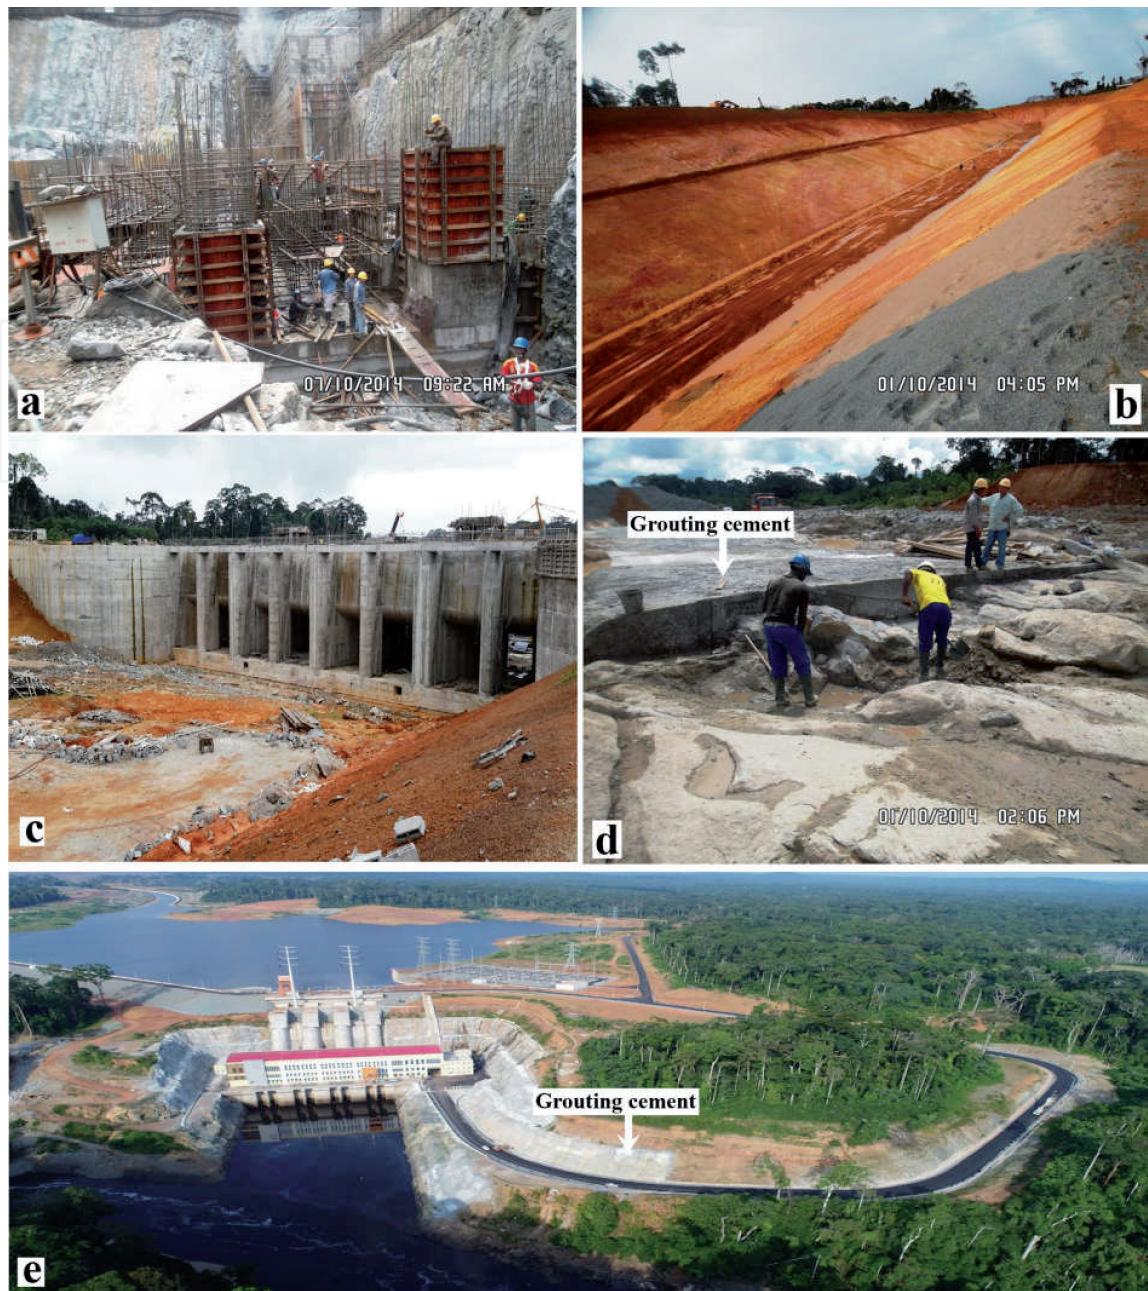 a
07/10/2014 09:22 AM
01/10/2014 04:05 PM
b
c
Grouting cement
d
01/10/2014 02:06 PM
Grouting cement
e